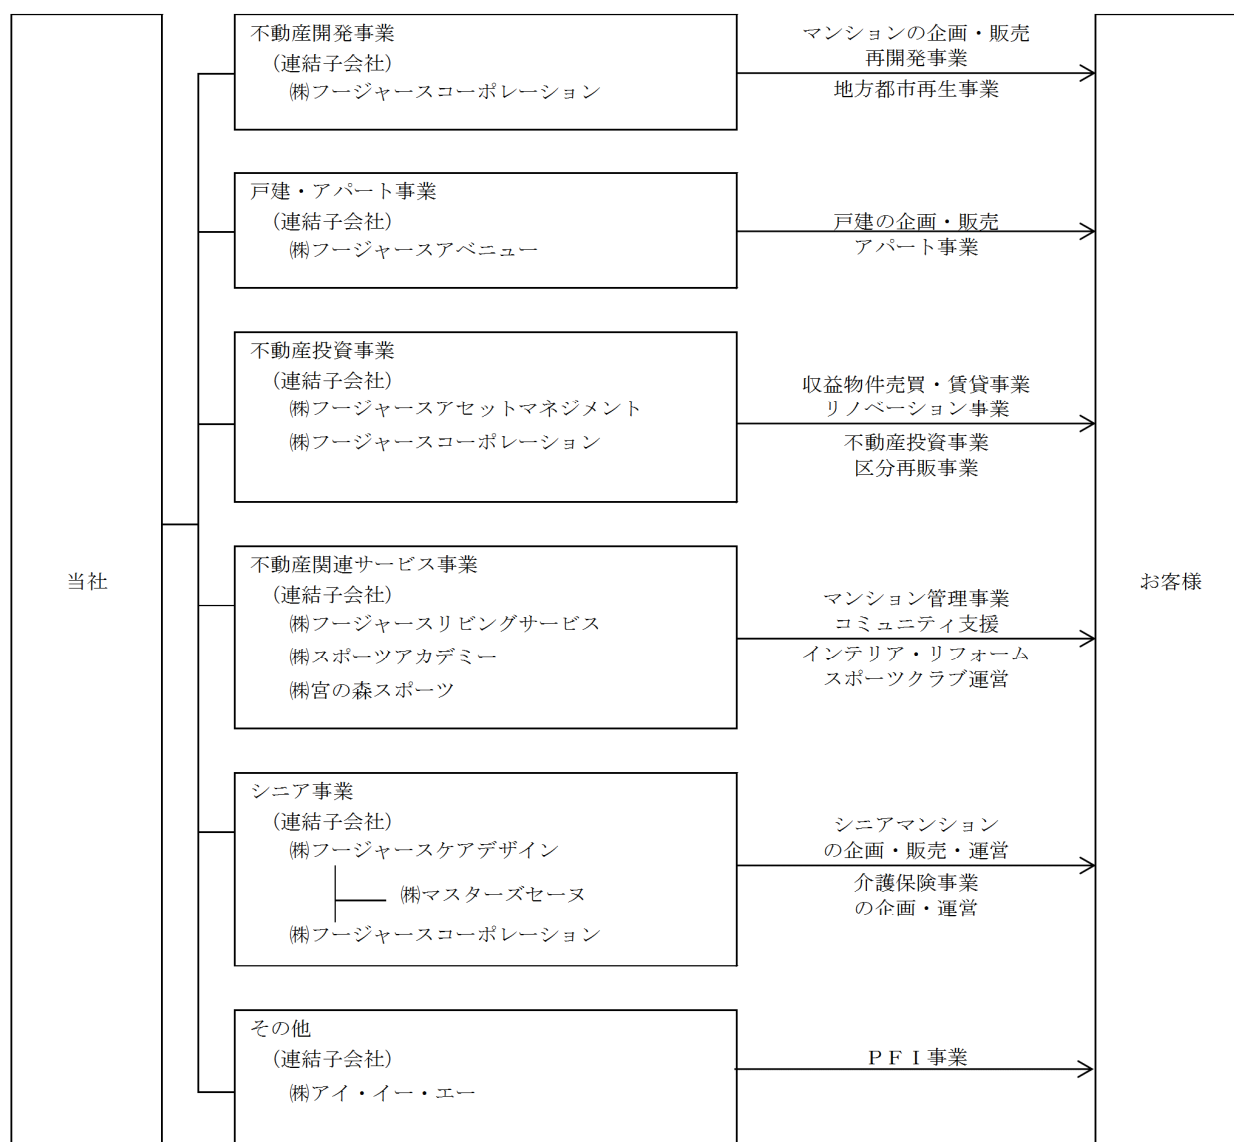 当社
不動産開発事業
(連結子会社)
㈱フージャースコーポレーション
マンションの企画・販売
再開発事業
地方都市再生事業
戸建・アパート事業
(連結子会社)
㈱フージャースアベニュー
戸建の企画・販売
アパート事業
不動産投資事業
(連結子会社)
㈱フージャースアセットマネジメント
㈱フージャースコーポレーション
収益物件売買・賃貸事業
リノベーション事業
不動産投資事業
区分再販事業
不動産関連サービス事業
(連結子会社)
㈱フージャースリビングサービス
㈱スポーツアカデミー
㈱宮の森スポーツ
マンション管理事業
コミュニティ支援
インテリア・リフォーム
スポーツクラブ運営
シニア事業
(連結子会社)
㈱フージャースケアデザイン
㈱マスターズセーヌ
㈱フージャースコーポレーション
シニアマンション
の企画・販売・運営
介護保険事業
の企画・運営
その他
(連結子会社)
㈱アイ・イー・エー
ＰＦＩ事業
お客様